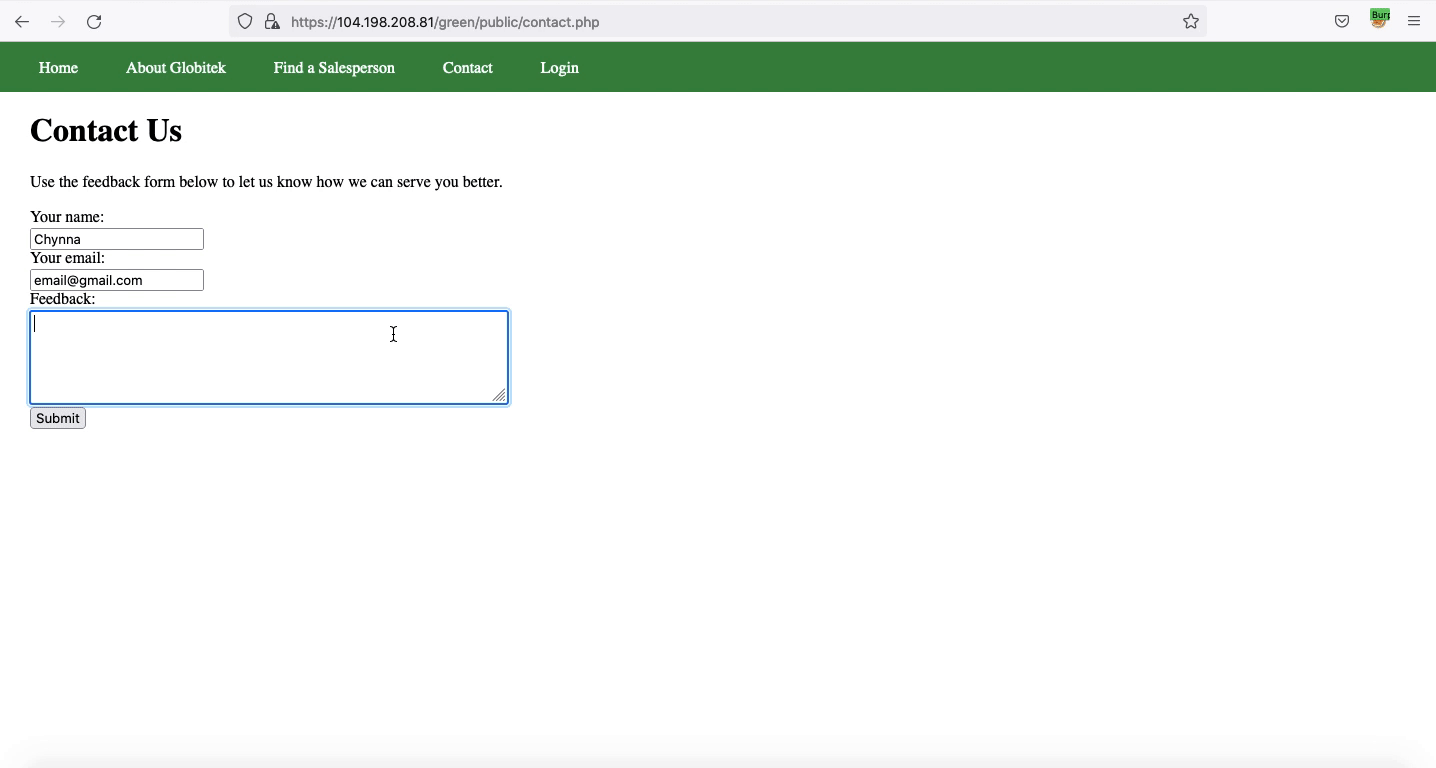 https://104.198.208.81/green/public/contact.php
Home About Globitek Find a Salesperson Contact Login
Contact Us
Use the feedback form below to let us know how we can serve you better.
Your name:
Chynna
Your email:
email@gmail.com
Feedback:
Submit